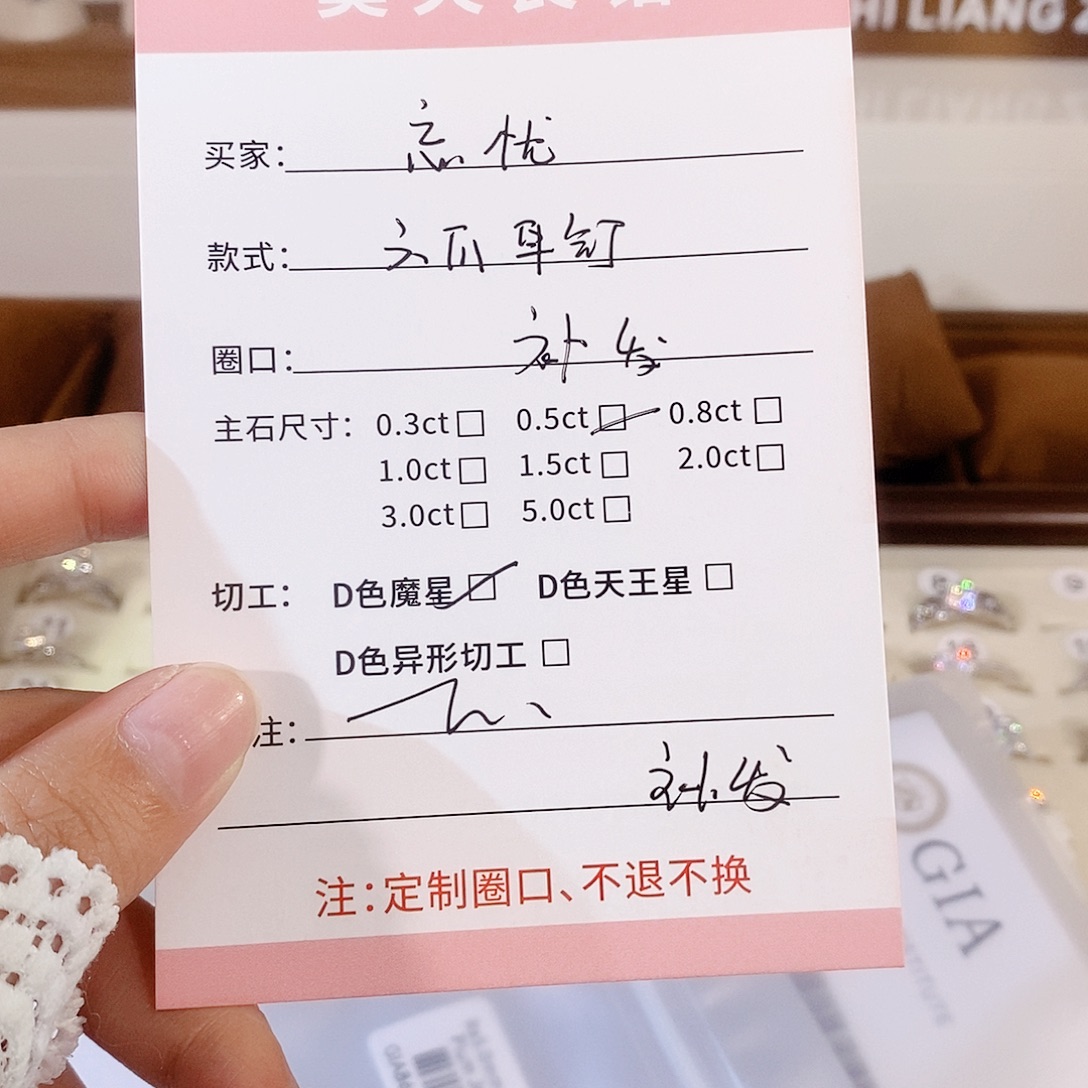 HI LIANG
买家： 忘忧
款式： 六爪耳钉
圈口： 补发
主石尺寸： 0.3ct□ 0.5ct☑ 0.8ct □
1.0ct□ 1.5ct □ 2.0ct□
3.0ct□ 5.0ct□
切工： D色魔星☑ D色天王星 □
D色异形切工 □
注：
补发
注：定制圈口、不退不换
GIA